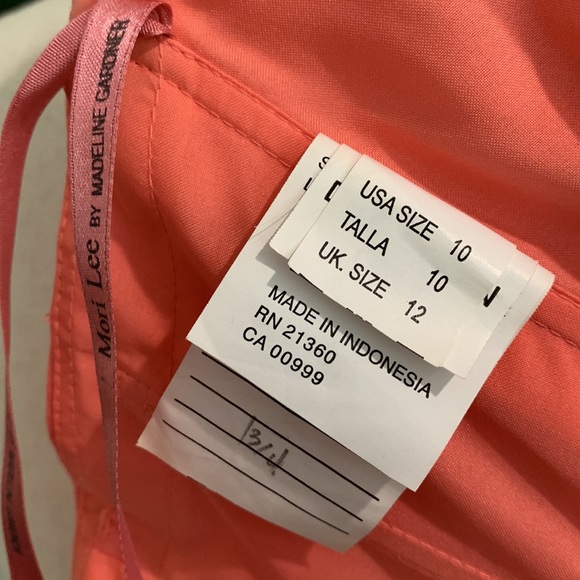 Mori Lee BY MADELINE GARDNER
USA SIZE 10
TALLA 10
UK. SIZE 12
MADE IN INDONESIA
RN 21360
CA 00999